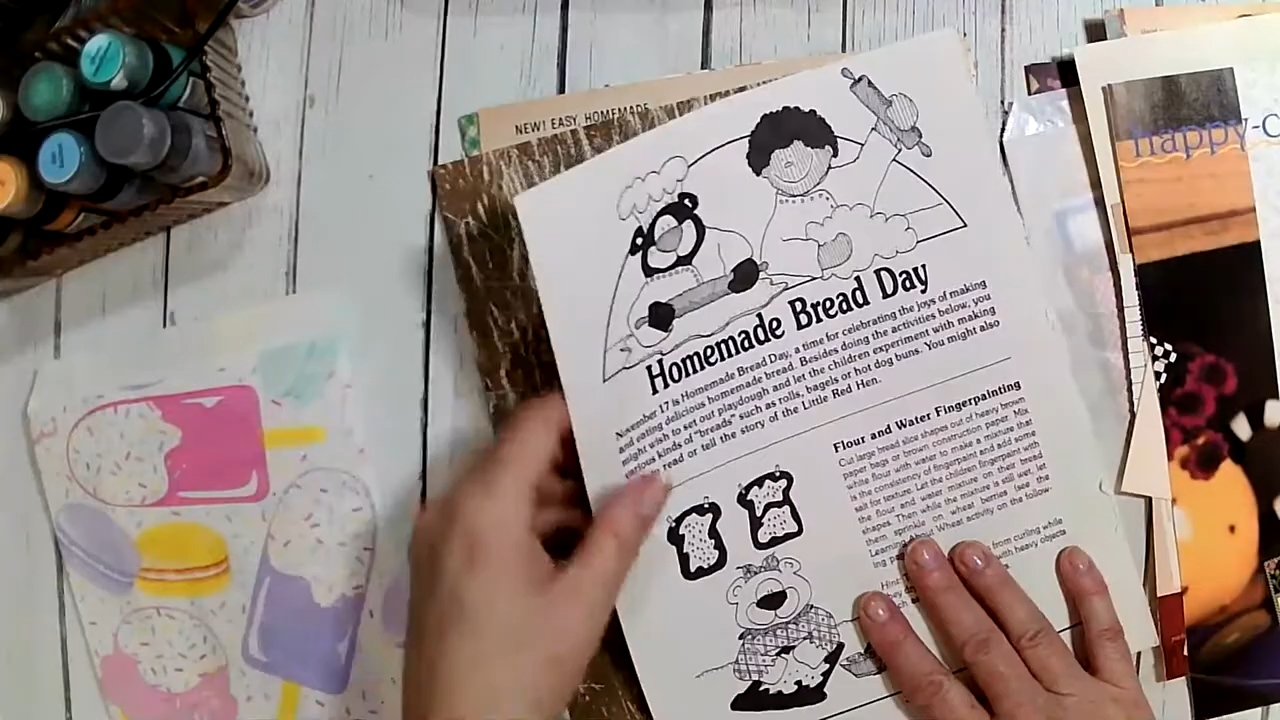 NEW! EASY, HOMEMADE
happy-c
Homemade Bread Day
November 17 is Homemade Bread Day, a time for celebrating the joys of making
and eating delicious homemade bread. Besides doing the activities below, you
might wish to set out playdough and let the children experiment with making
various kinds of "breads" such as rolls, bagels or hot dog buns. You might also
read or tell the story of the Little Red Hen.
Flour and Water Fingerpainting
Cut large bread slice shapes out of heavy brown
paper bags or brown construction paper. Mix
white flour with water to make a mixture that
is the consistency of fingerpaint and add some
salt for texture. Let the children fingerpaint with
the flour and water mixture on their bread
shapes. Then while the mixture is still wet, let
them sprinkle on wheat berries (see the
Learning About Wheat activity on the follow-
ing
Hint: from curling while
with heavy objects